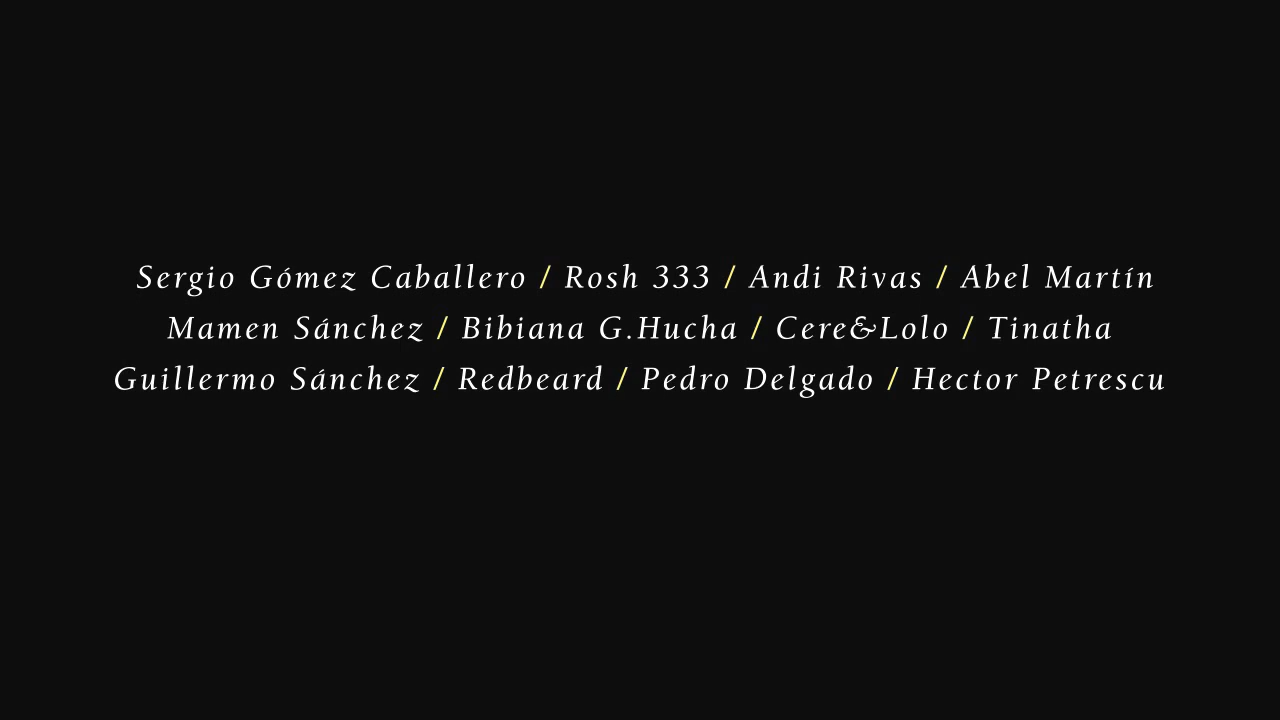 Sergio Gómez Caballero / Rosh 333 / Andi Rivas / Abel Martín
Mamen Sánchez / Bibiana G.Hucha / Cere&Lolo / Tinatha
Guillermo Sánchez / Redbeard / Pedro Delgado / Hector Petrescu